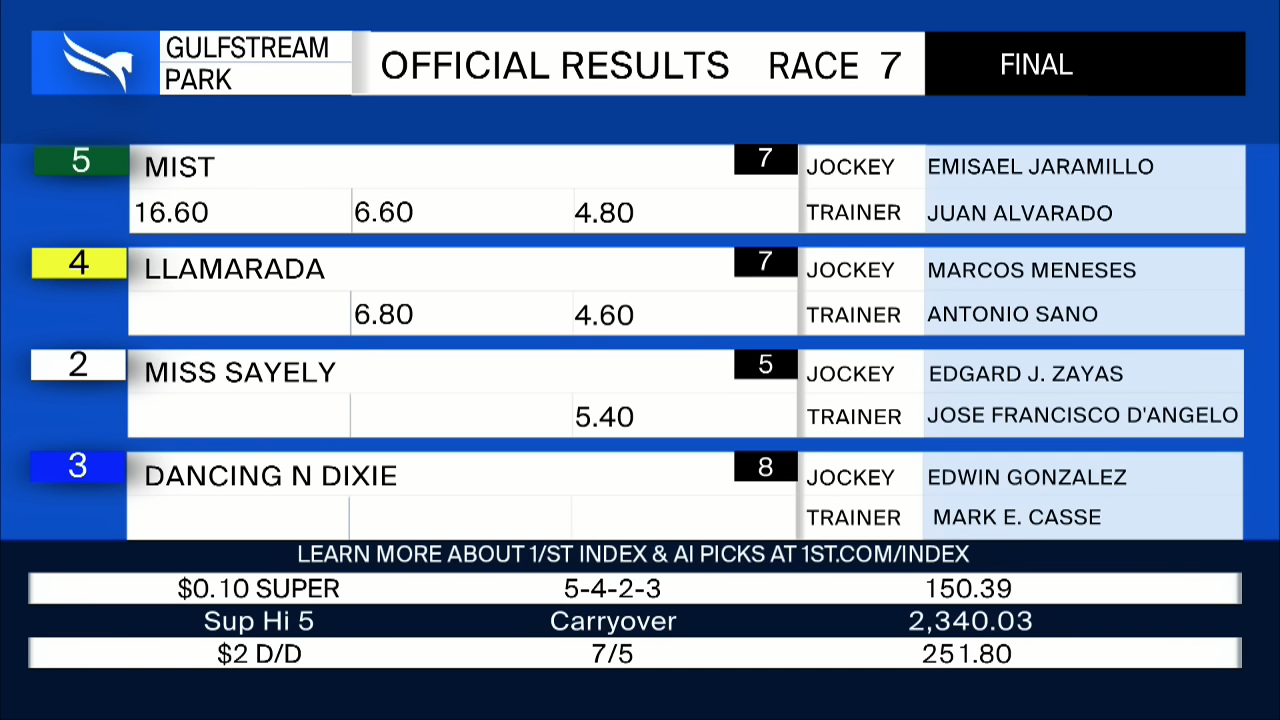 GULFSTREAM PARK
OFFICIAL RESULTS RACE 7 FINAL
5 MIST 7 JOCKEY EMISAEL JARAMILLO
16.60 6.60 4.80 TRAINER JUAN ALVARADO
4 LLAMARADA 7 JOCKEY MARCOS MENESES
6.80 4.60 TRAINER ANTONIO SANO
2 MISS SAYELY 5 JOCKEY EDGARD J. ZAYAS
5.40 TRAINER JOSE FRANCISCO D'ANGELO
3 DANCING N DIXIE 8 JOCKEY EDWIN GONZALEZ
TRAINER MARK E. CASSE
LEARN MORE ABOUT 1/ST INDEX & AI PICKS AT 1ST.COM/INDEX
$0.10 SUPER 5-4-2-3 150.39
Sup Hi 5 Carryover 2,340.03
$2 D/D 7/5 251.80